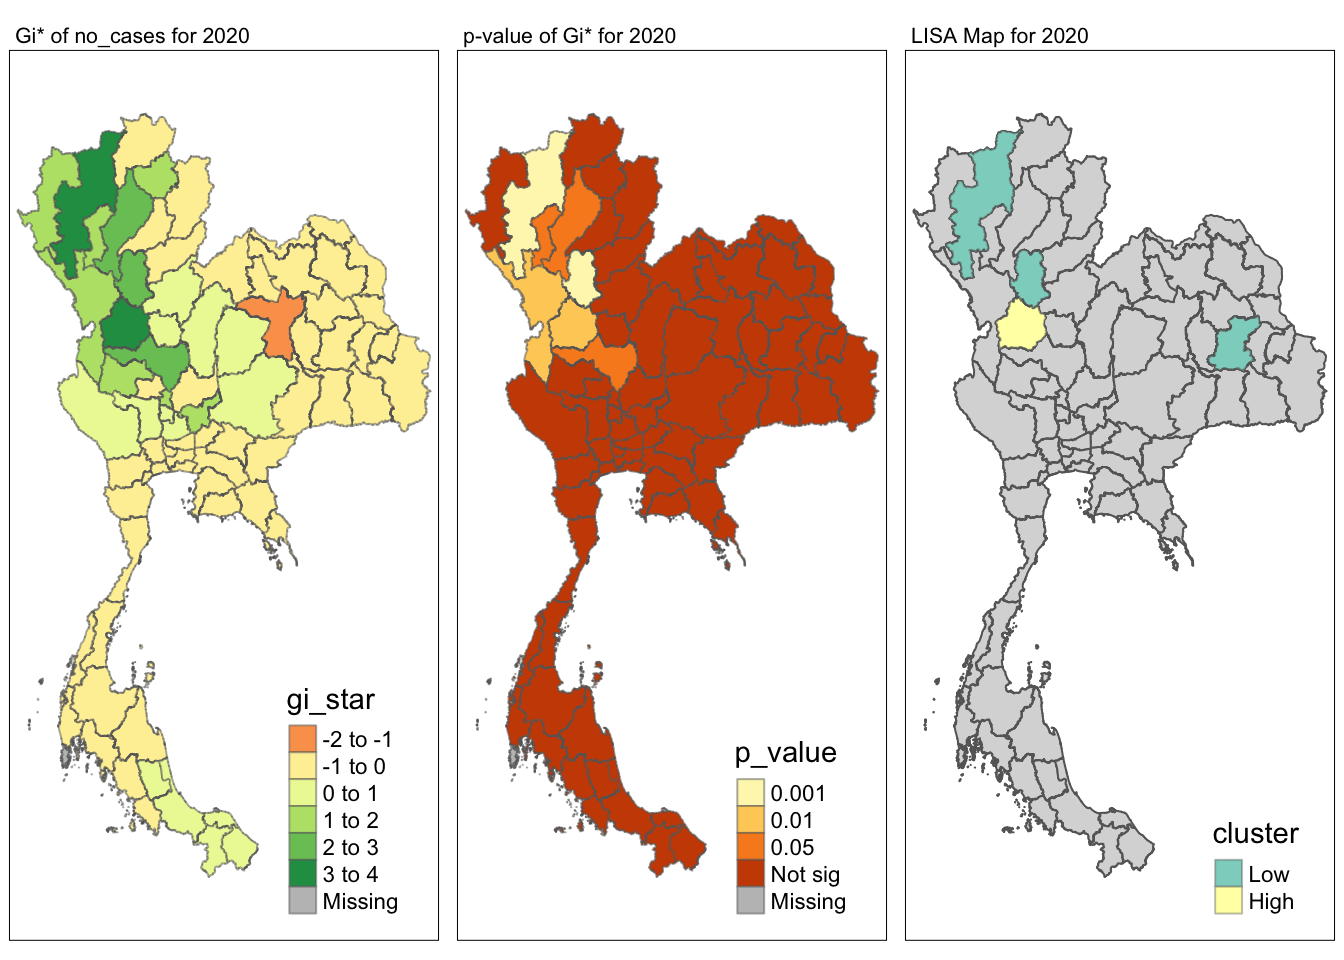 Gi* of no_cases for 2020
p-value of Gi* for 2020
LISA Map for 2020
gi_star
-2 to -1
-1 to 0
0 to 1
1 to 2
2 to 3
3 to 4
Missing
p_value
0.001
0.01
0.05
Not sig
Missing
cluster
Low
High